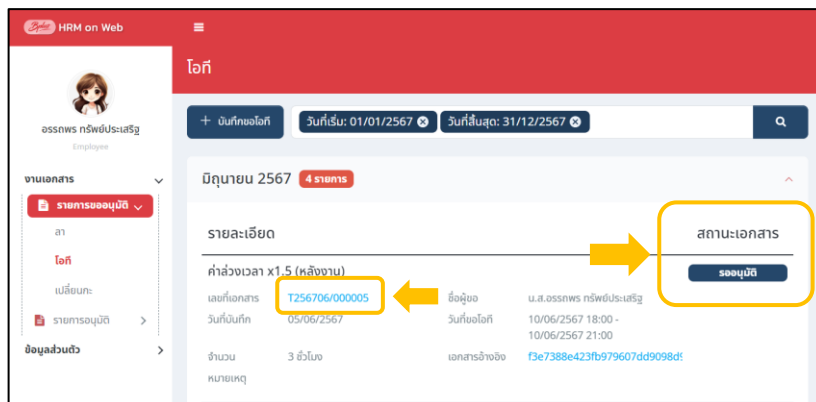 Bplus HRM on Web
โอที
อรรถพร ทรัพย์ประเสริฐ
Employee
งานเอกสาร
รายการขออนุมัติ
ลา
โอที
เปลี่ยนกะ
รายการอนุมัติ
ข้อมูลส่วนตัว
+ บันทึกขอโอที
วันที่เริ่ม: 01/01/2567
วันที่สิ้นสุด: 31/12/2567
มิถุนายน 2567 4 รายการ
รายละเอียด สถานะเอกสาร
ค่าล่วงเวลา x1.5 (หลังงาน) รออนุมัติ
เลขที่เอกสาร T256706/000005 ชื่อผู้ขอ น.ส.อรรถพร ทรัพย์ประเสริฐ
วันที่บันทึก 05/06/2567 วันที่ขอโอที 10/06/2567 18:00 -
10/06/2567 21:00
จำนวน 3 ชั่วโมง เอกสารอ้างอิง f3e7388e423fb979607dd9098d9
หมายเหตุ